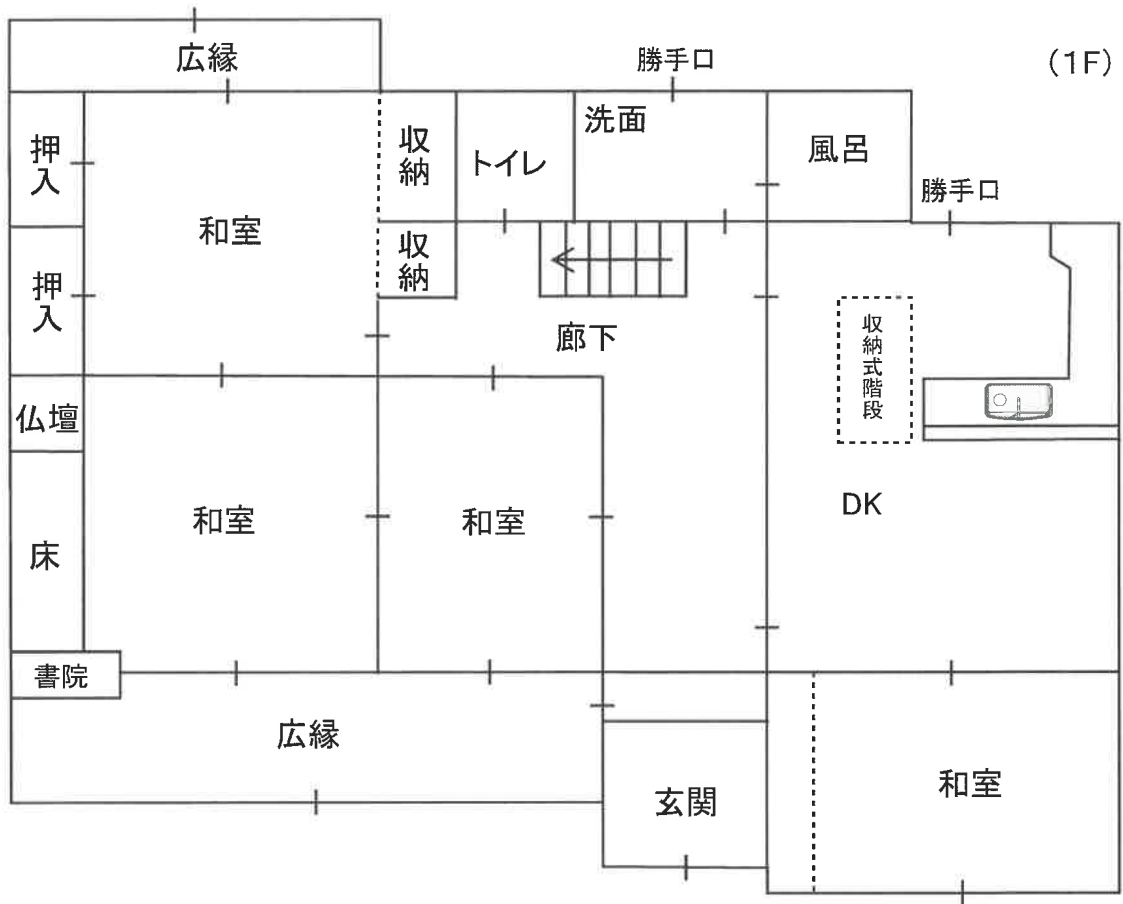 広縁
勝手口
(1F)
押入
収納
トイレ
洗面
風呂
勝手口
和室
収納
押入
廊下
収納式階段
仏壇
和室
和室
DK
床
書院
広縁
玄関
和室